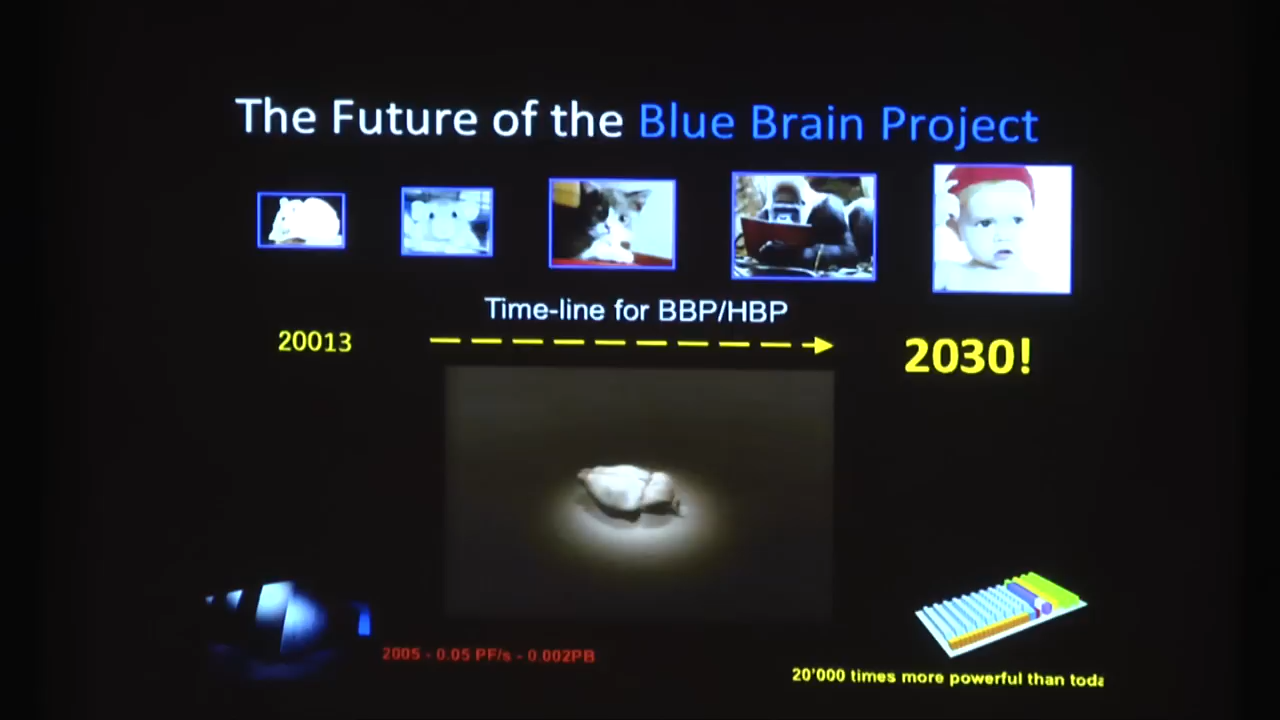 The Future of the Blue Brain Project
Time-line for BBP/HBP
20013
2030!
2005 - 0.05 PF/s - 0.002PB
20'000 times more powerful than toda